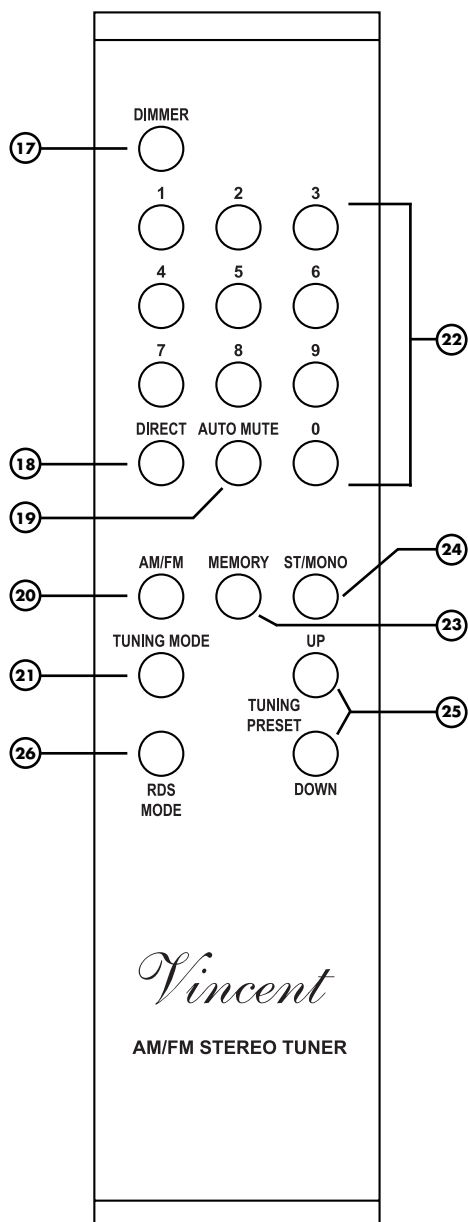 DIMMER
17
1 2 3
4 5 6
22
7 8 9
DIRECT AUTO MUTE 0
18
19
24
AM/FM MEMORY ST/MONO
20
23
TUNING MODE UP
21
TUNING
PRESET
25
26
RDS
MODE
DOWN
Vincent
AM/FM STEREO TUNER